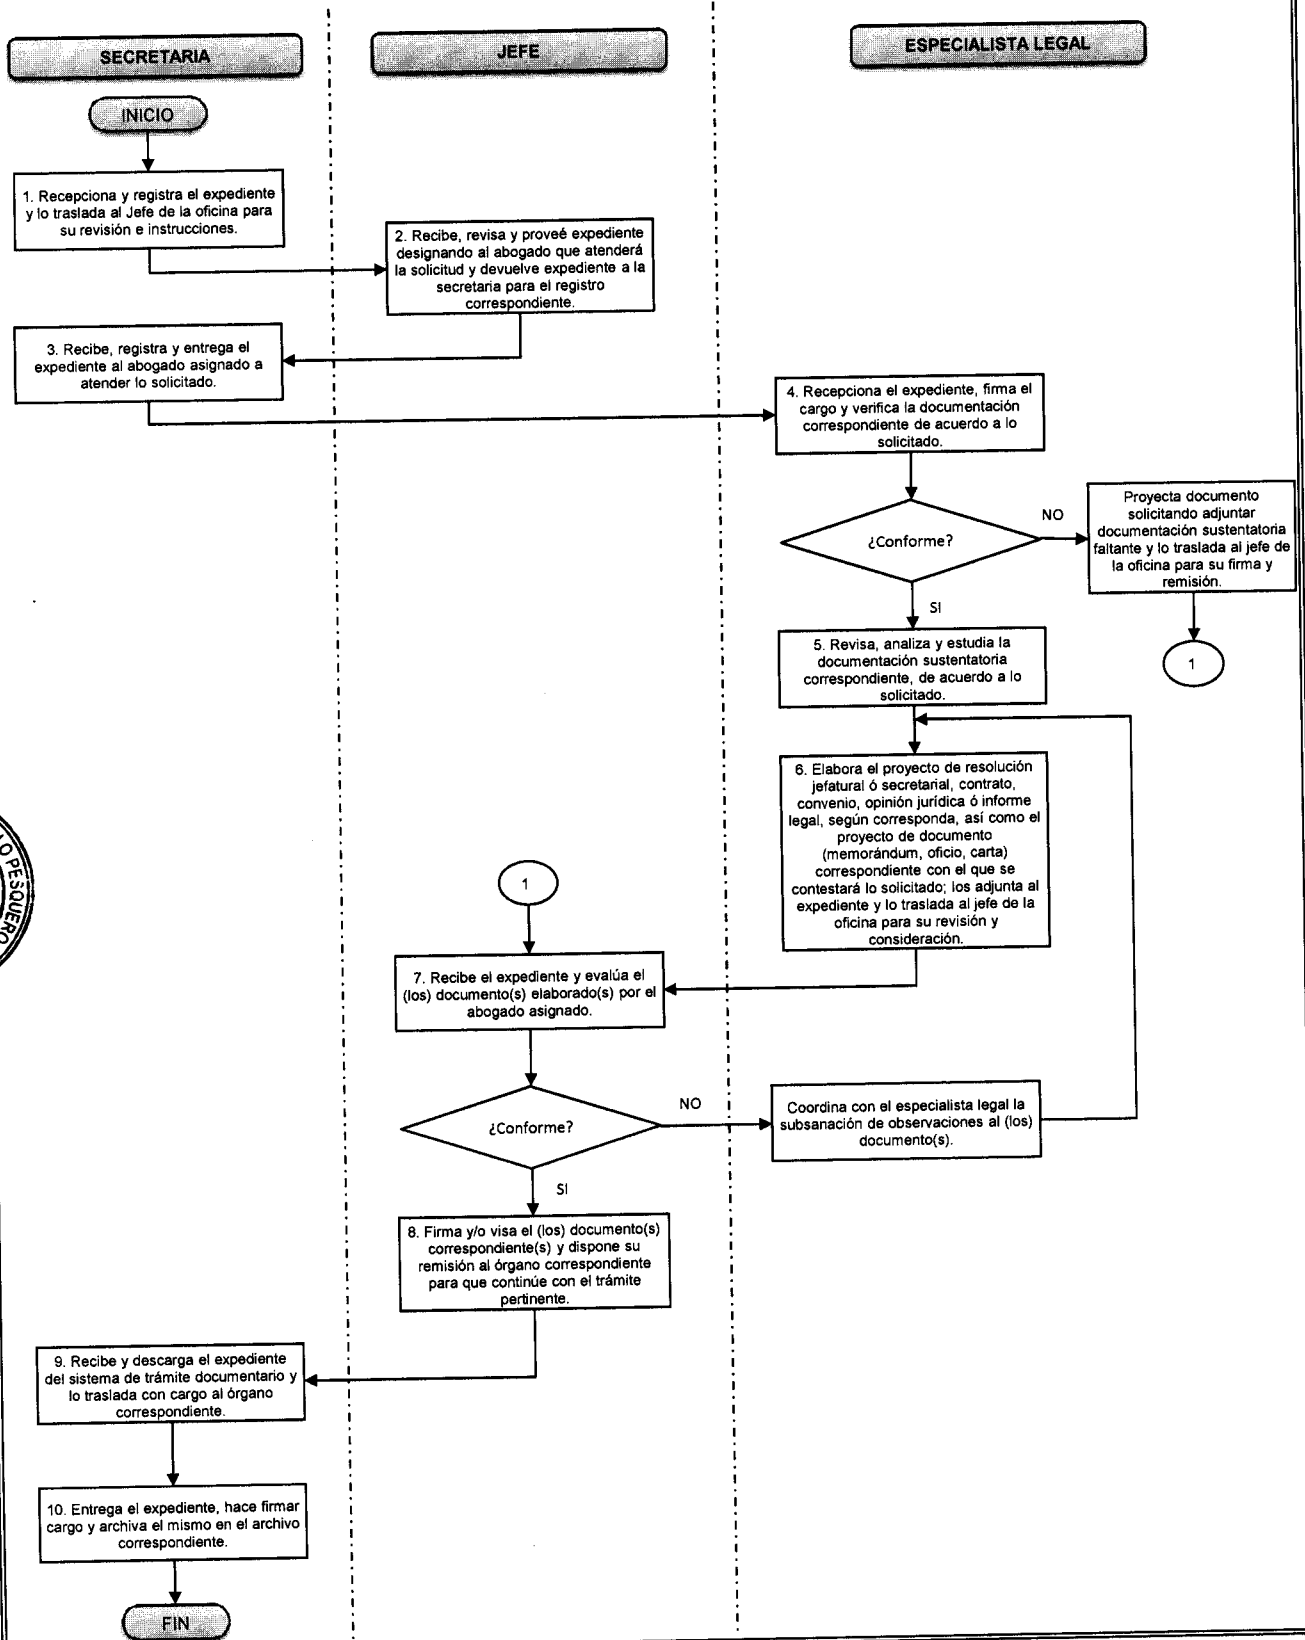 SECRETARIA
JEFE
ESPECIALISTA LEGAL
INICIO
1. Recepciona y registra el expediente
y lo traslada al Jefe de la oficina para
su revisión e instrucciones.
2. Recibe, revisa y proveé expediente
designando al abogado que atenderá
la solicitud y devuelve expediente a la
secretaria para el registro
correspondiente.
3. Recibe, registra y entrega el
expediente al abogado asignado a
atender lo solicitado.
4. Recepciona el expediente, firma el
cargo y verifica la documentación
correspondiente de acuerdo a lo
solicitado.
¿Conforme?
NO
Proyecta documento
solicitando adjuntar
documentación sustentatoria
faltante y lo traslada al jefe de
la oficina para su firma y
remisión.
SI
1
5. Revisa, analiza y estudia la
documentación sustentatoria
correspondiente, de acuerdo a lo
solicitado.
6. Elabora el proyecto de resolución
jefatural ó secretarial, contrato,
convenio, opinión jurídica ó informe
legal, según corresponda, así como el
proyecto de documento
(memorándum, oficio, carta)
correspondiente con el que se
contestará lo solicitado; los adjunta al
expediente y lo traslada al jefe de la
oficina para su revisión y
consideración.
LO PESQUERO
1
7. Recibe el expediente y evalúa el
(los) documento(s) elaborado(s) por el
abogado asignado.
¿Conforme?
NO
Coordina con el especialista legal la
subsanación de observaciones al (los)
documento(s).
SI
8. Firma y/o visa el (los) documento(s)
correspondiente(s) y dispone su
remisión al órgano correspondiente
para que continúe con el trámite
pertinente.
9. Recibe y descarga el expediente
del sistema de trámite documentario y
lo traslada con cargo al órgano
correspondiente.
10. Entrega el expediente, hace firmar
cargo y archiva el mismo en el archivo
correspondiente.
FIN